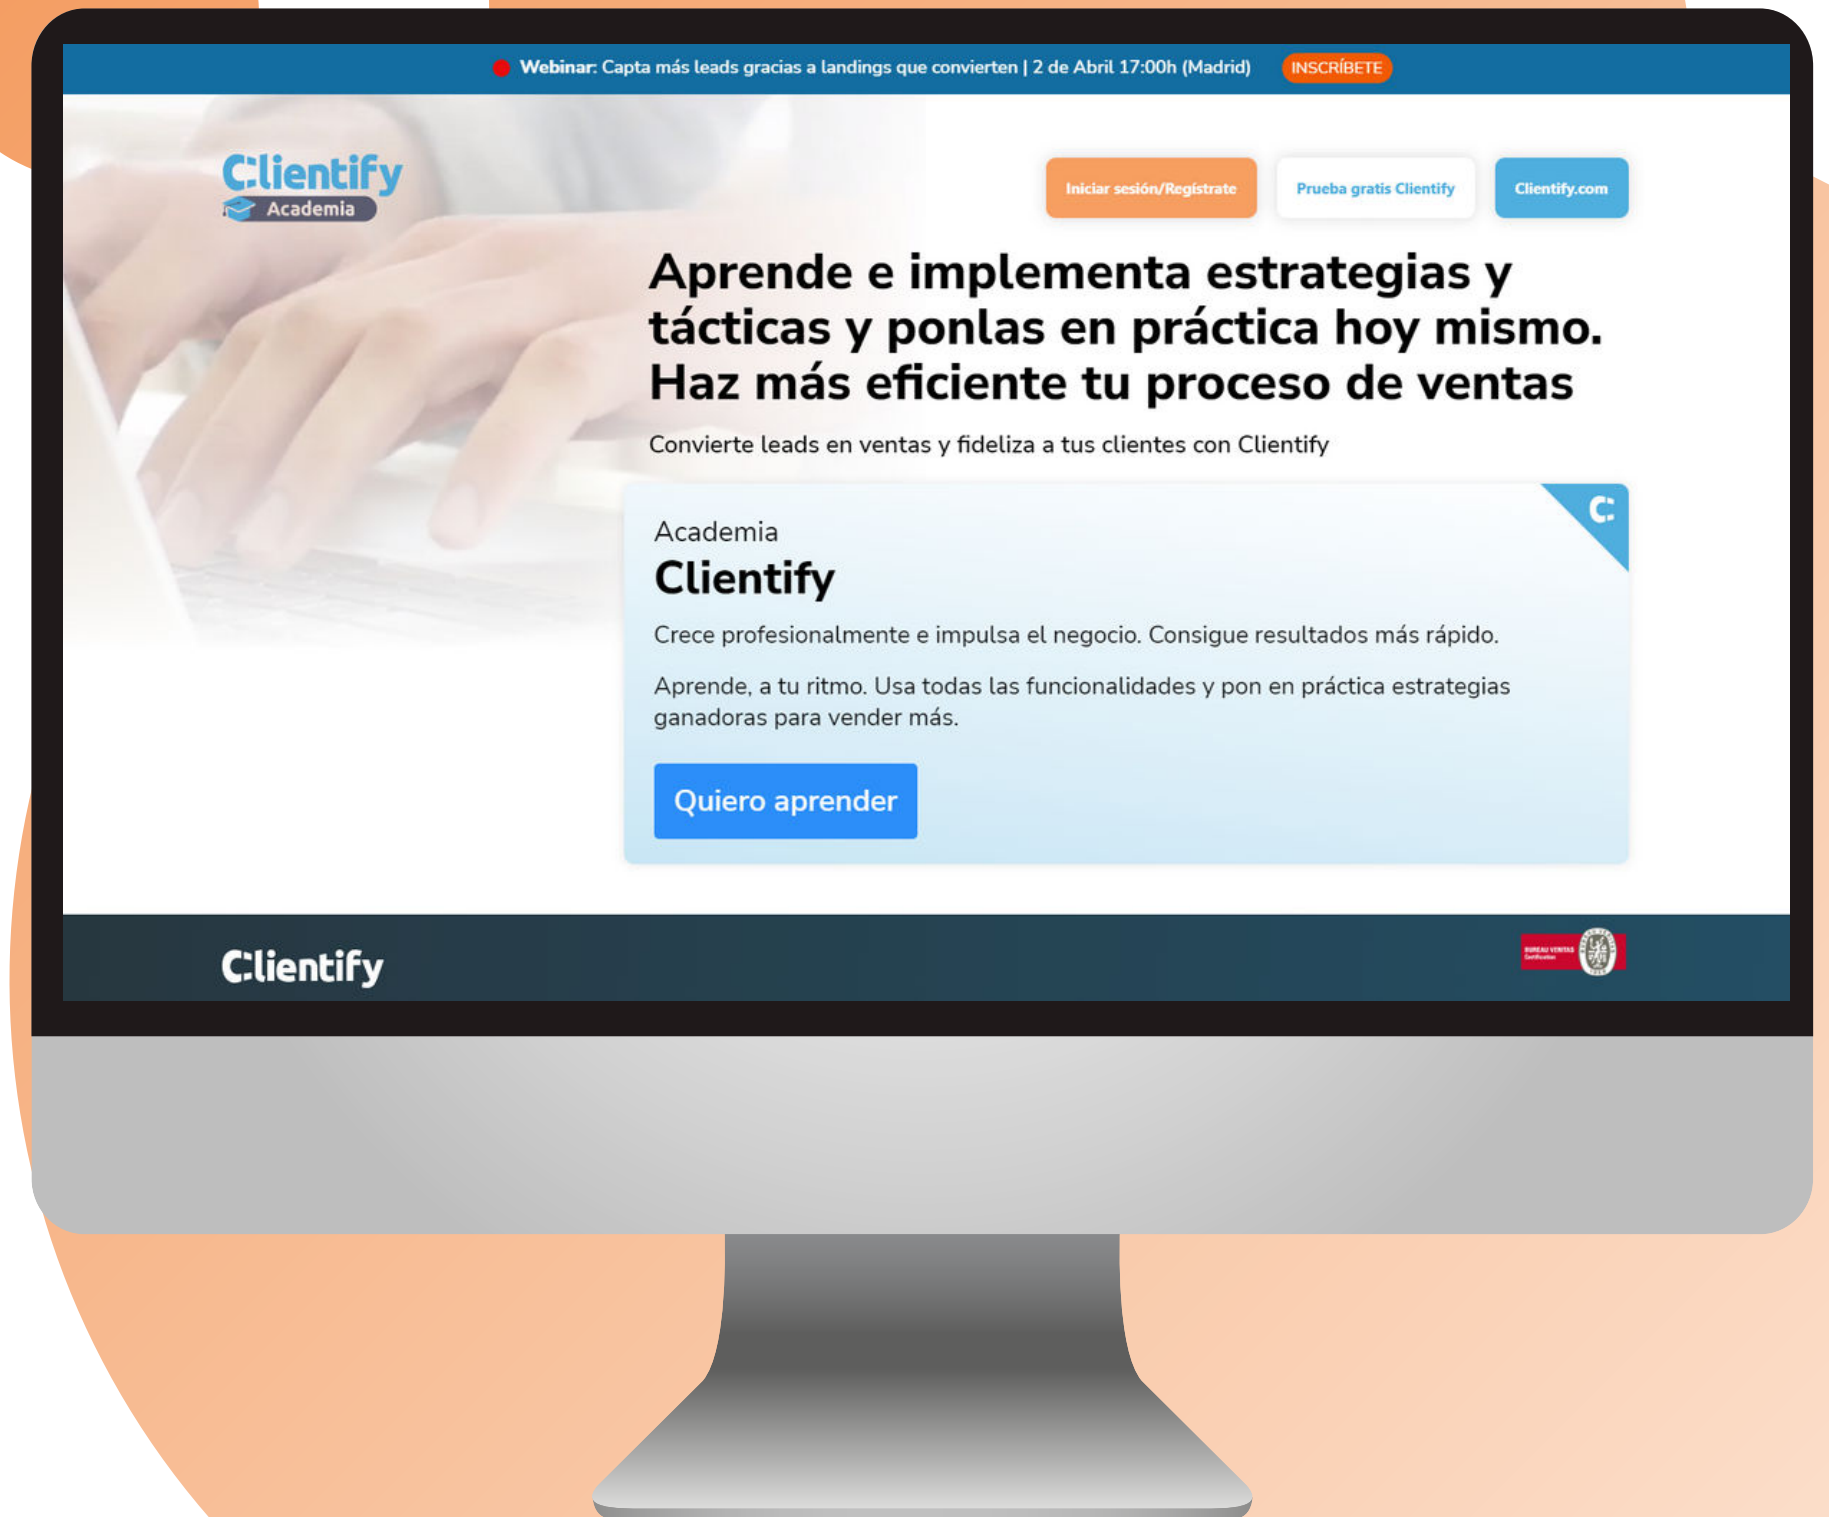 Webinar: Capta más leads gracias a landings que convierten | 2 de Abril 17:00h (Madrid) INSCRÍBETE
Clientify
Academia
Iniciar sesión/Regístrate Prueba gratis Clientify Clientify.com
Aprende e implementa estrategias y
tácticas y ponlas en práctica hoy mismo.
Haz más eficiente tu proceso de ventas
Convierte leads en ventas y fideliza a tus clientes con Clientify
C
Academia
Clientify
Crece profesionalmente e impulsa el negocio. Consigue resultados más rápido.
Aprende, a tu ritmo. Usa todas las funcionalidades y pon en práctica estrategias
ganadoras para vender más.
Quiero aprender
Clientify
BUREAU VERITAS
Certification